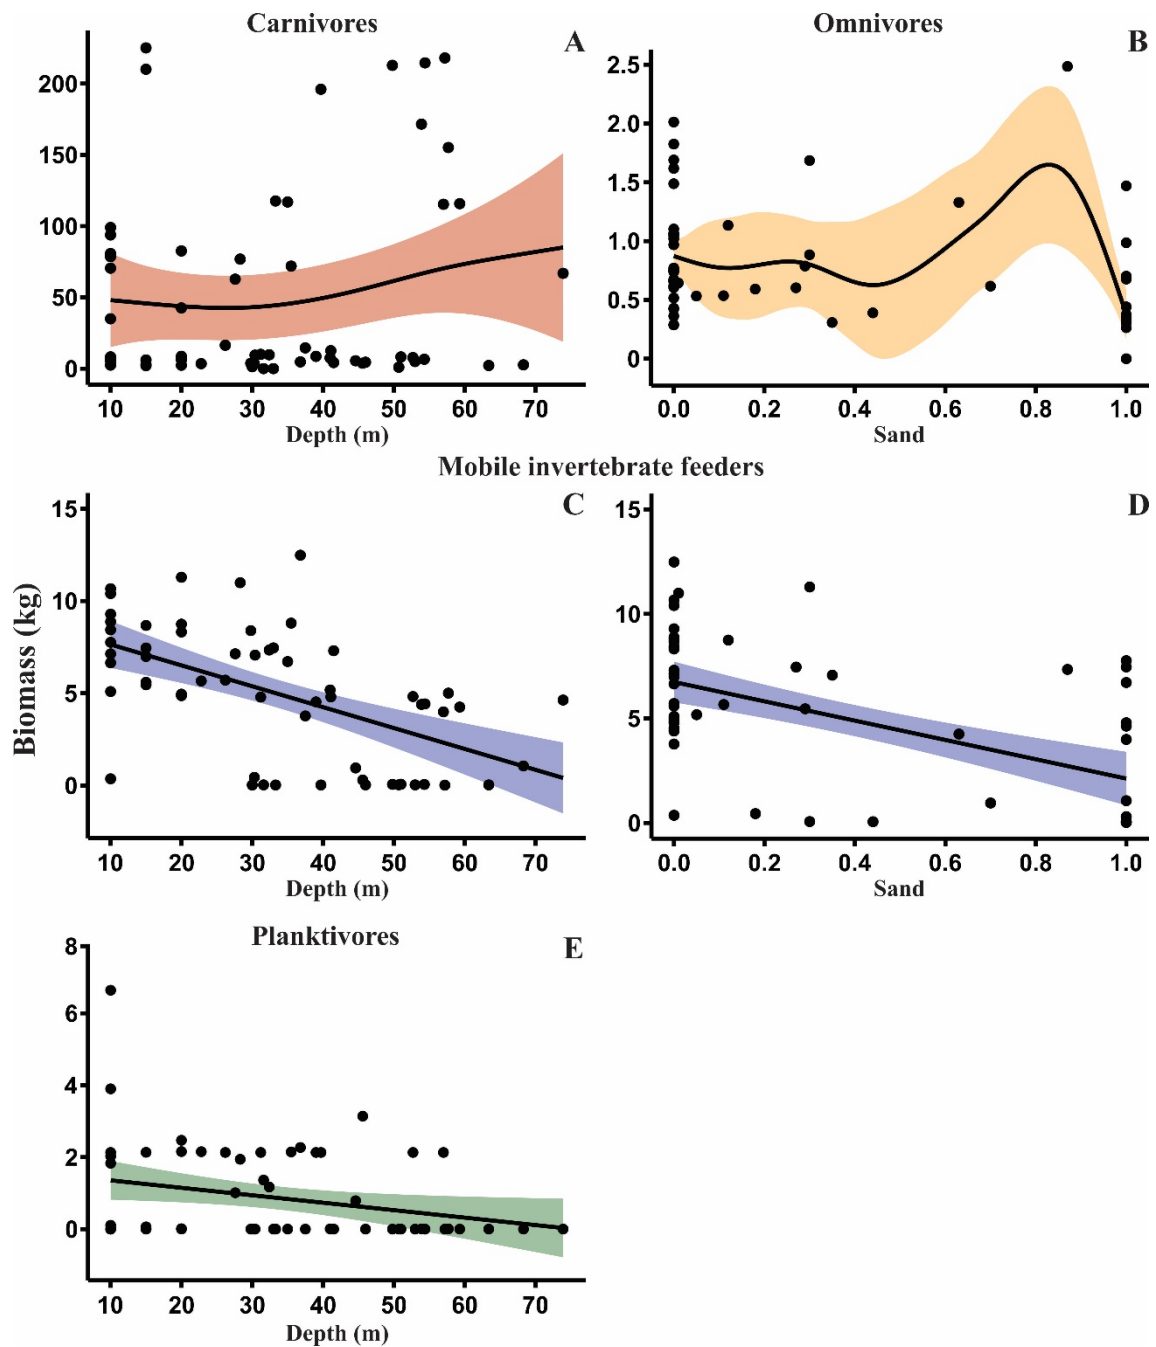 Carnivores
A
200
150
100
50
0
10 20 30 40 50 60 70
Depth (m)
Omnivores
B
2.5
2.0
1.5
1.0
0.5
0
0.0 0.2 0.4 0.6 0.8 1.0
Sand
Mobile invertebrate feeders
Biomass (kg)
C
15
10
5
0
10 20 30 40 50 60 70
Depth (m)
D
15
10
5
0
0.0 0.2 0.4 0.6 0.8 1.0
Sand
Planktivores
E
8
6
4
2
0
10 20 30 40 50 60 70
Depth (m)